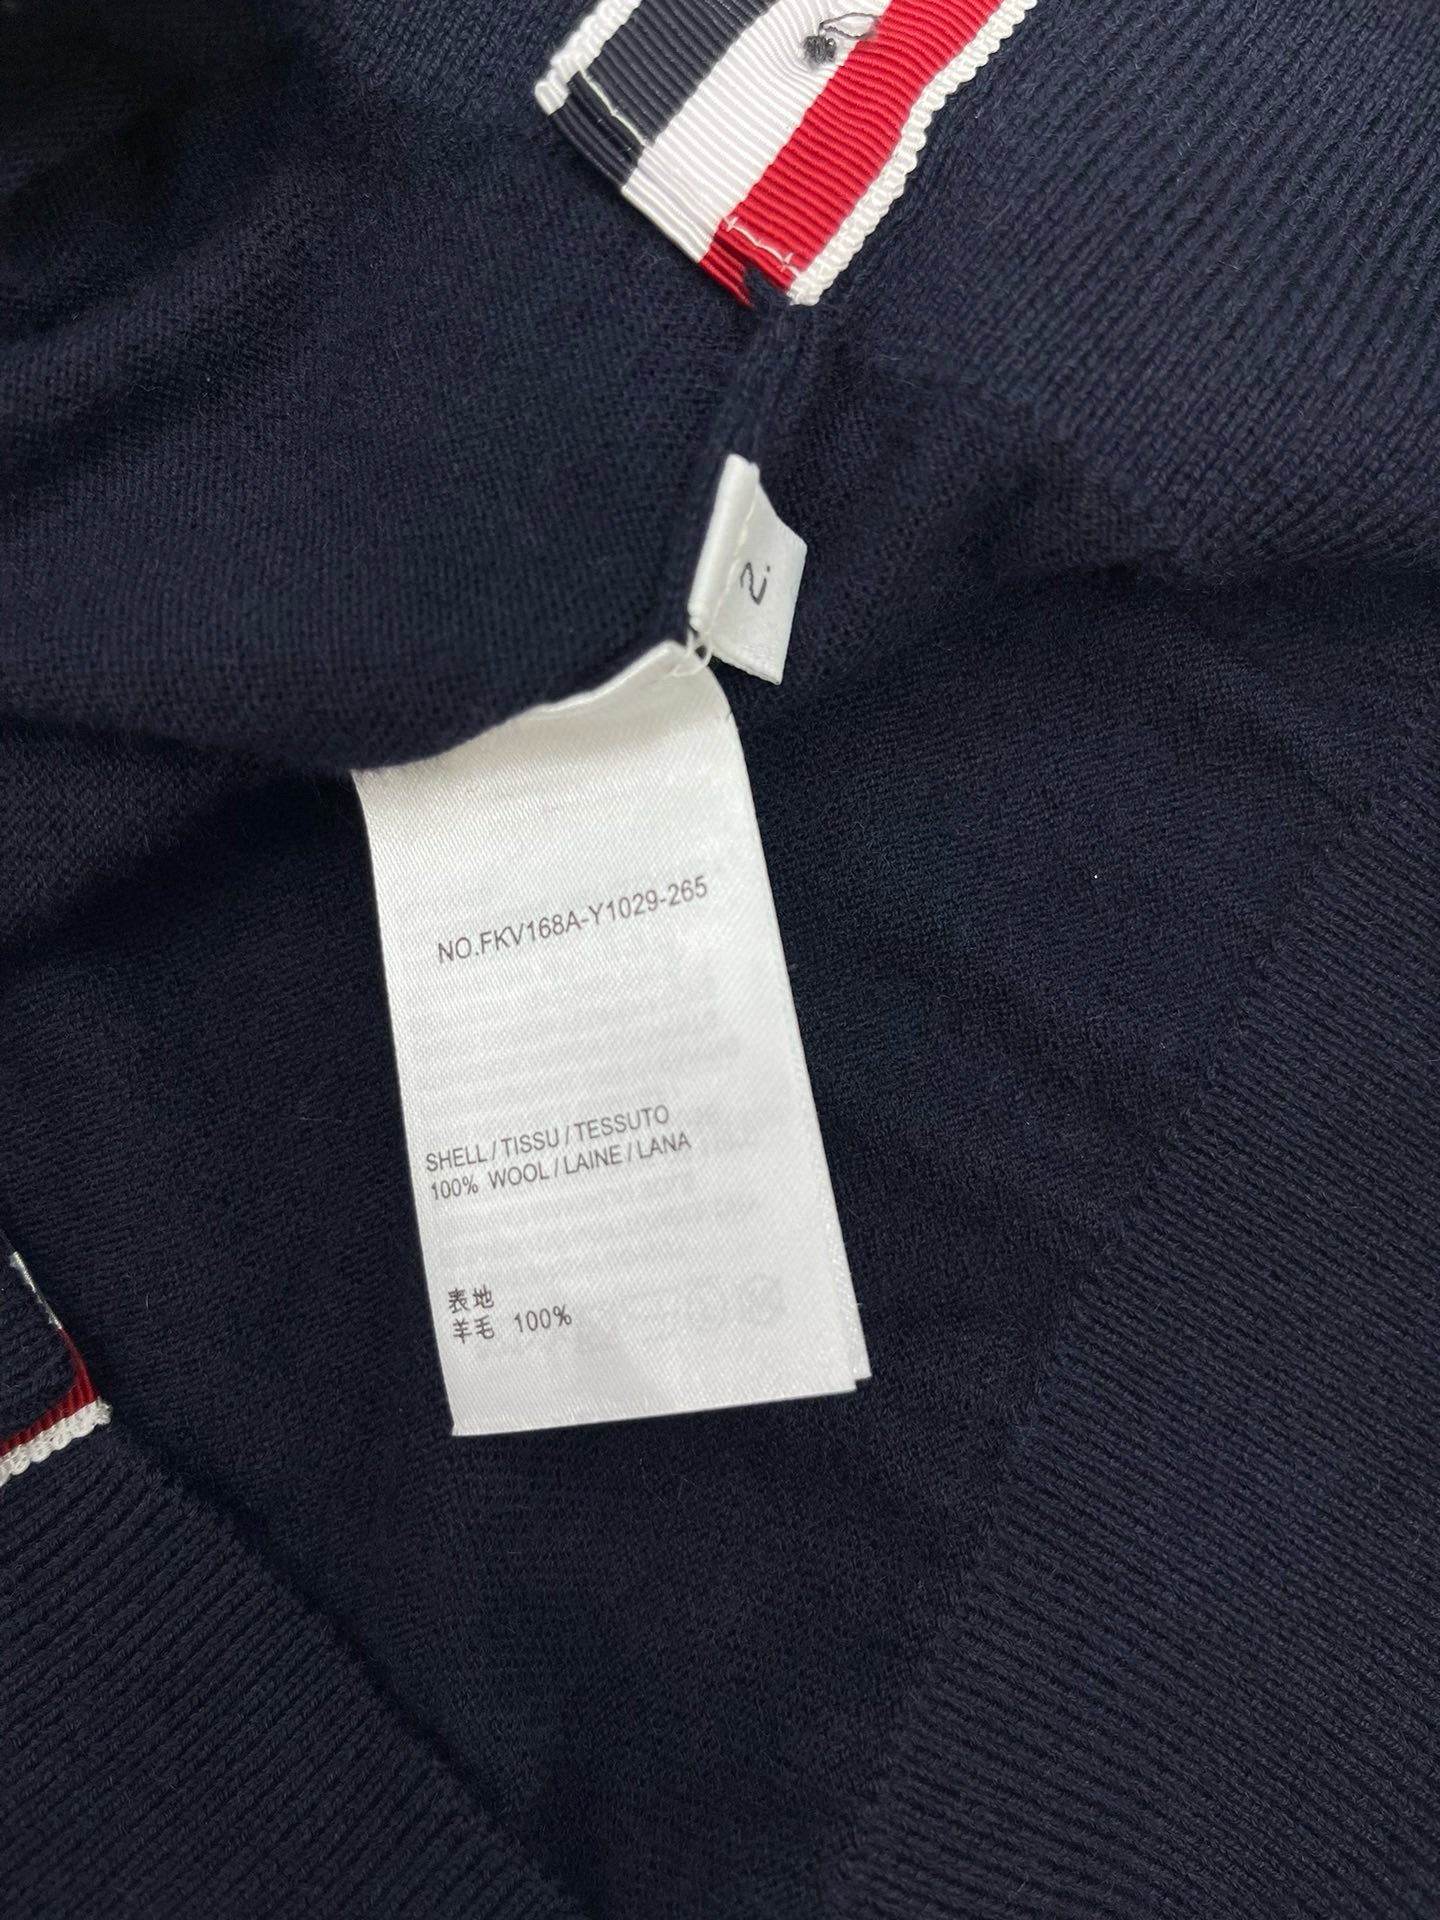 2.
NO.FKV168A-Y1029-265
SHELL / TISSU / TESSUTO
100% WOOL / LAINE / LANA
表地
羊毛 100%